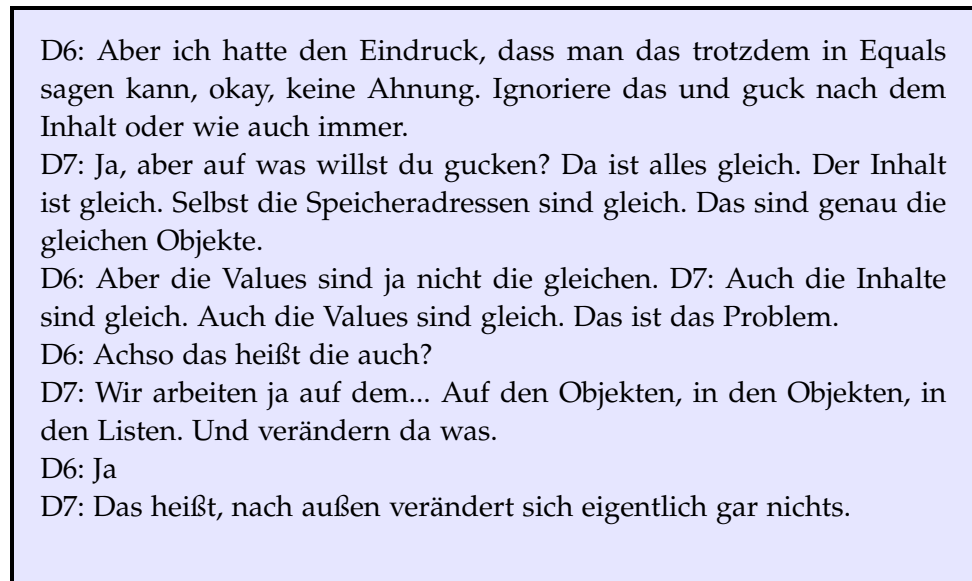 D6: Aber ich hatte den Eindruck, dass man das trotzdem in Equals
sagen kann, okay, keine Ahnung. Ignoriere das und guck nach dem
Inhalt oder wie auch immer.
D7: Ja, aber auf was willst du gucken? Da ist alles gleich. Der Inhalt
ist gleich. Selbst die Speicheradressen sind gleich. Das sind genau die
gleichen Objekte.
D6: Aber die Values sind ja nicht die gleichen. D7: Auch die Inhalte
sind gleich. Auch die Values sind gleich. Das ist das Problem.
D6: Achso das heißt die auch?
D7: Wir arbeiten ja auf dem... Auf den Objekten, in den Objekten, in
den Listen. Und verändern da was.
D6: Ja
D7: Das heißt, nach außen verändert sich eigentlich gar nichts.